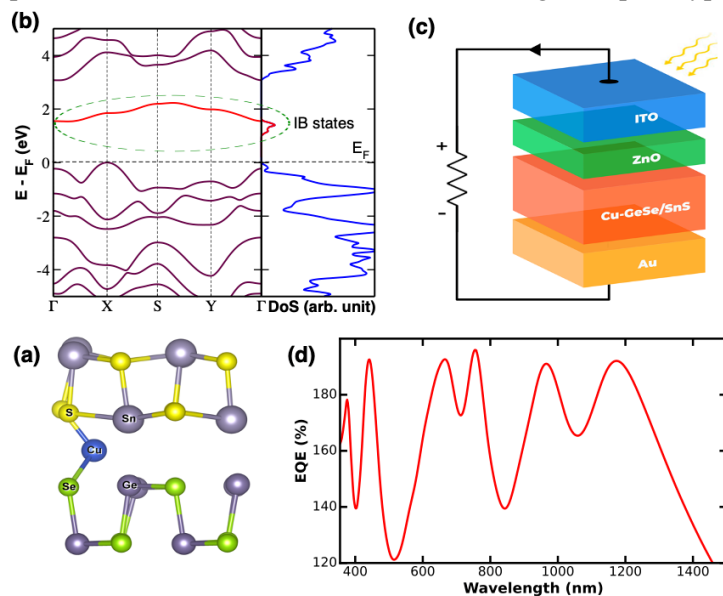 (b)
4
2
0
-2
-4
E - E_F (eV)
IB states
E_F
Γ X S Y Γ DoS (arb. unit)
(c)
+
-
ITO
ZnO
Cu-GeSe/SnS
Au
(a)
S
Sn
Cu
Se
Ge
(d)
180
160
140
120
EQE (%)
400 600 800 1000 1200 1400
Wavelength (nm)